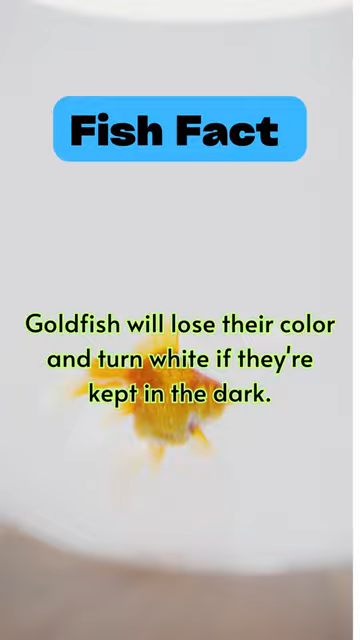 Fish Fact
Goldfish will lose their color
and turn white if they're
kept in the dark.